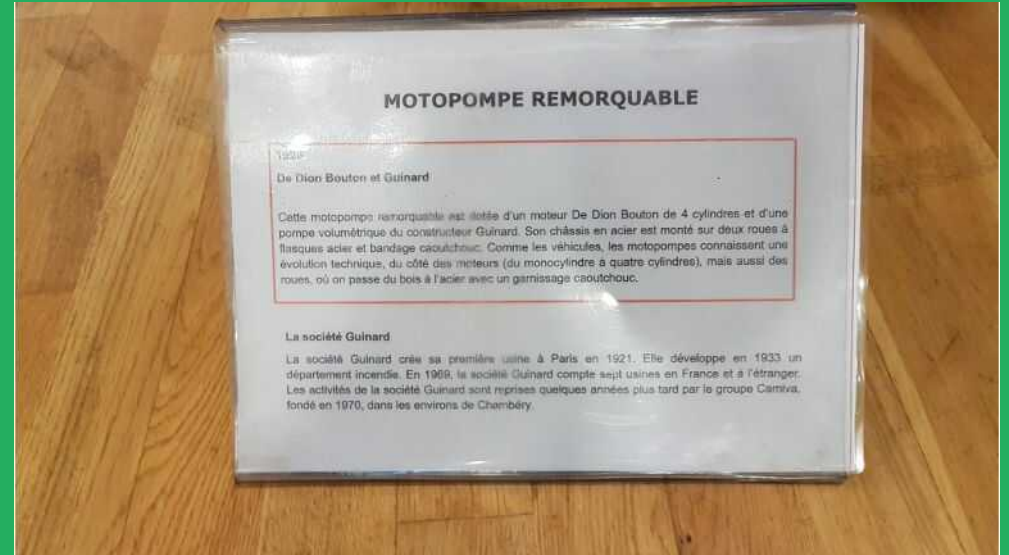 MOTOPOMPE REMORQUABLE
De Dion Bouton et Guinard
Cette motopompe remorquable est dotée d'un moteur De Dion Bouton de 4 cylindres et d'une
pompe volumétrique du constructeur Guinard. Son châssis en acier est monté sur deux roues à
flasques acier et bandage caoutchouc. Comme les véhicules, les motopompes connaissent une
évolution technique, du côté des moteurs (du monocylindre à quatre cylindres), mais aussi des
roues, où on passe du bois à l'acier avec un garnissage caoutchouc.
La société Guinard
La société Guinard crée sa première usine à Paris en 1921. Elle développe en 1933 un
département incendie. En 1969, la société Guinard compte sept usines en France et à l'étranger.
Les activités de la société Guinard sont reprises quelques années plus tard par le groupe Camiva,
fondé en 1970, dans les environs de Chambéry.